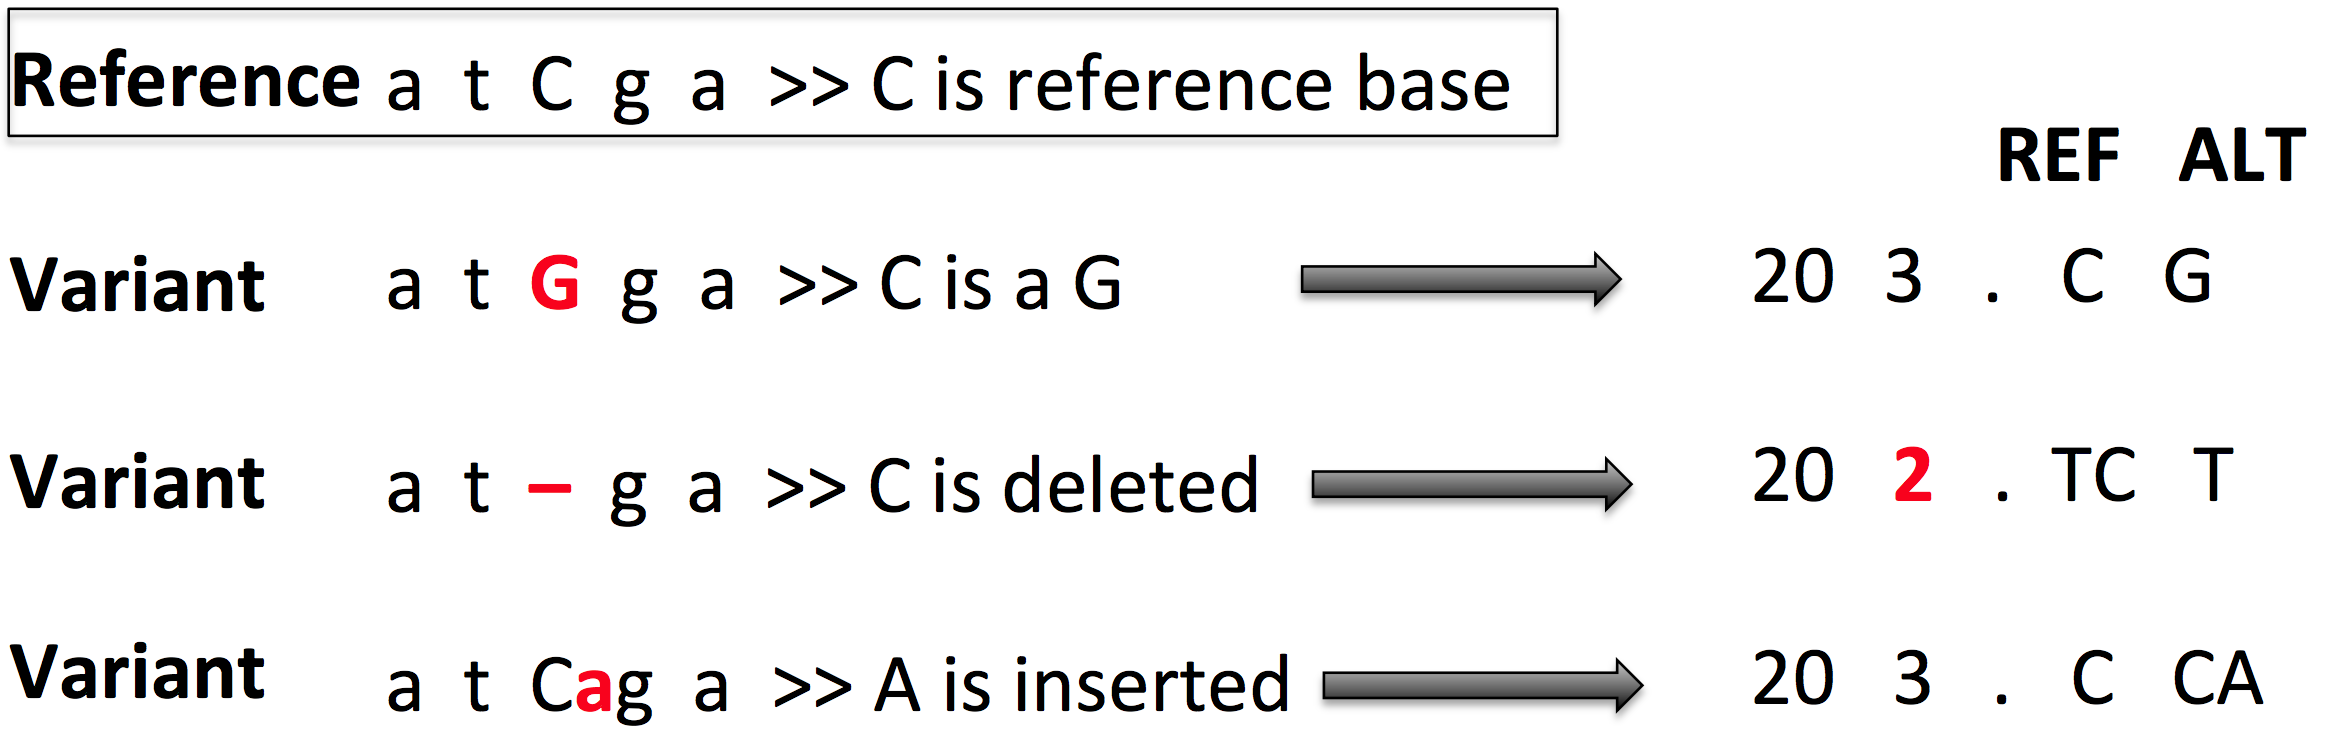 Reference a t C g a >> C is reference base
REF ALT
Variant a t G g a >> C is a G 20 3 . C G
Variant a t – g a >> C is deleted 20 2 . TC T
Variant a t Cag a >> A is inserted 20 3 . C CA